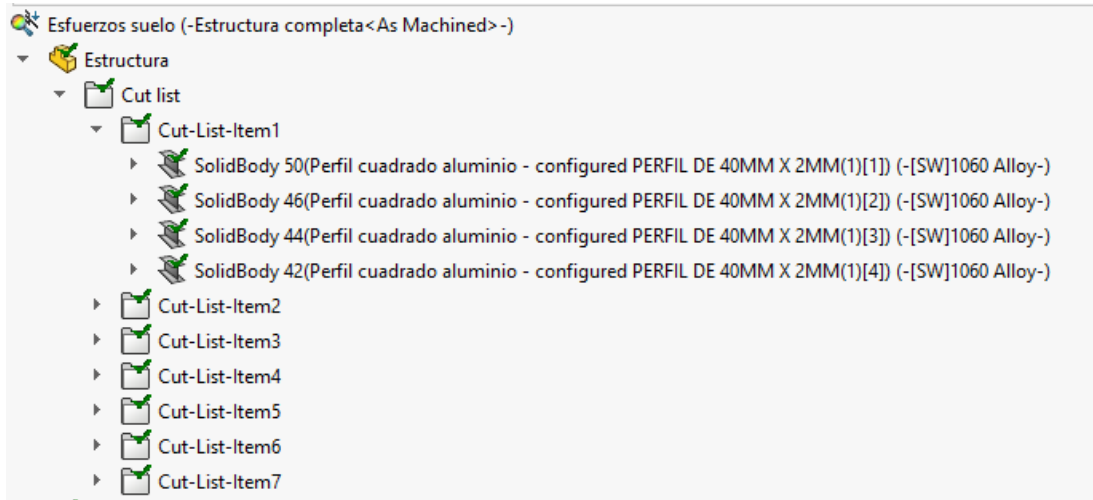 Esfuerzos suelo (-Estructura completa<As Machined>-)
Estructura
Cut list
Cut-List-Item1
SolidBody 50(Perfil cuadrado aluminio - configured PERFIL DE 40MM X 2MM(1)[1]) (-[SW]1060 Alloy-)
SolidBody 46(Perfil cuadrado aluminio - configured PERFIL DE 40MM X 2MM(1)[2]) (-[SW]1060 Alloy-)
SolidBody 44(Perfil cuadrado aluminio - configured PERFIL DE 40MM X 2MM(1)[3]) (-[SW]1060 Alloy-)
SolidBody 42(Perfil cuadrado aluminio - configured PERFIL DE 40MM X 2MM(1)[4]) (-[SW]1060 Alloy-)
Cut-List-Item2
Cut-List-Item3
Cut-List-Item4
Cut-List-Item5
Cut-List-Item6
Cut-List-Item7